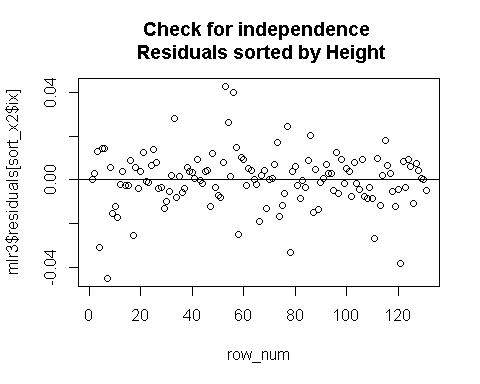 Check for independence
Residuals sorted by Height
mlr3$residuals[sort_x2$ix]
0.04
0.00
-0.04
0 20 40 60 80 100 120
row_num